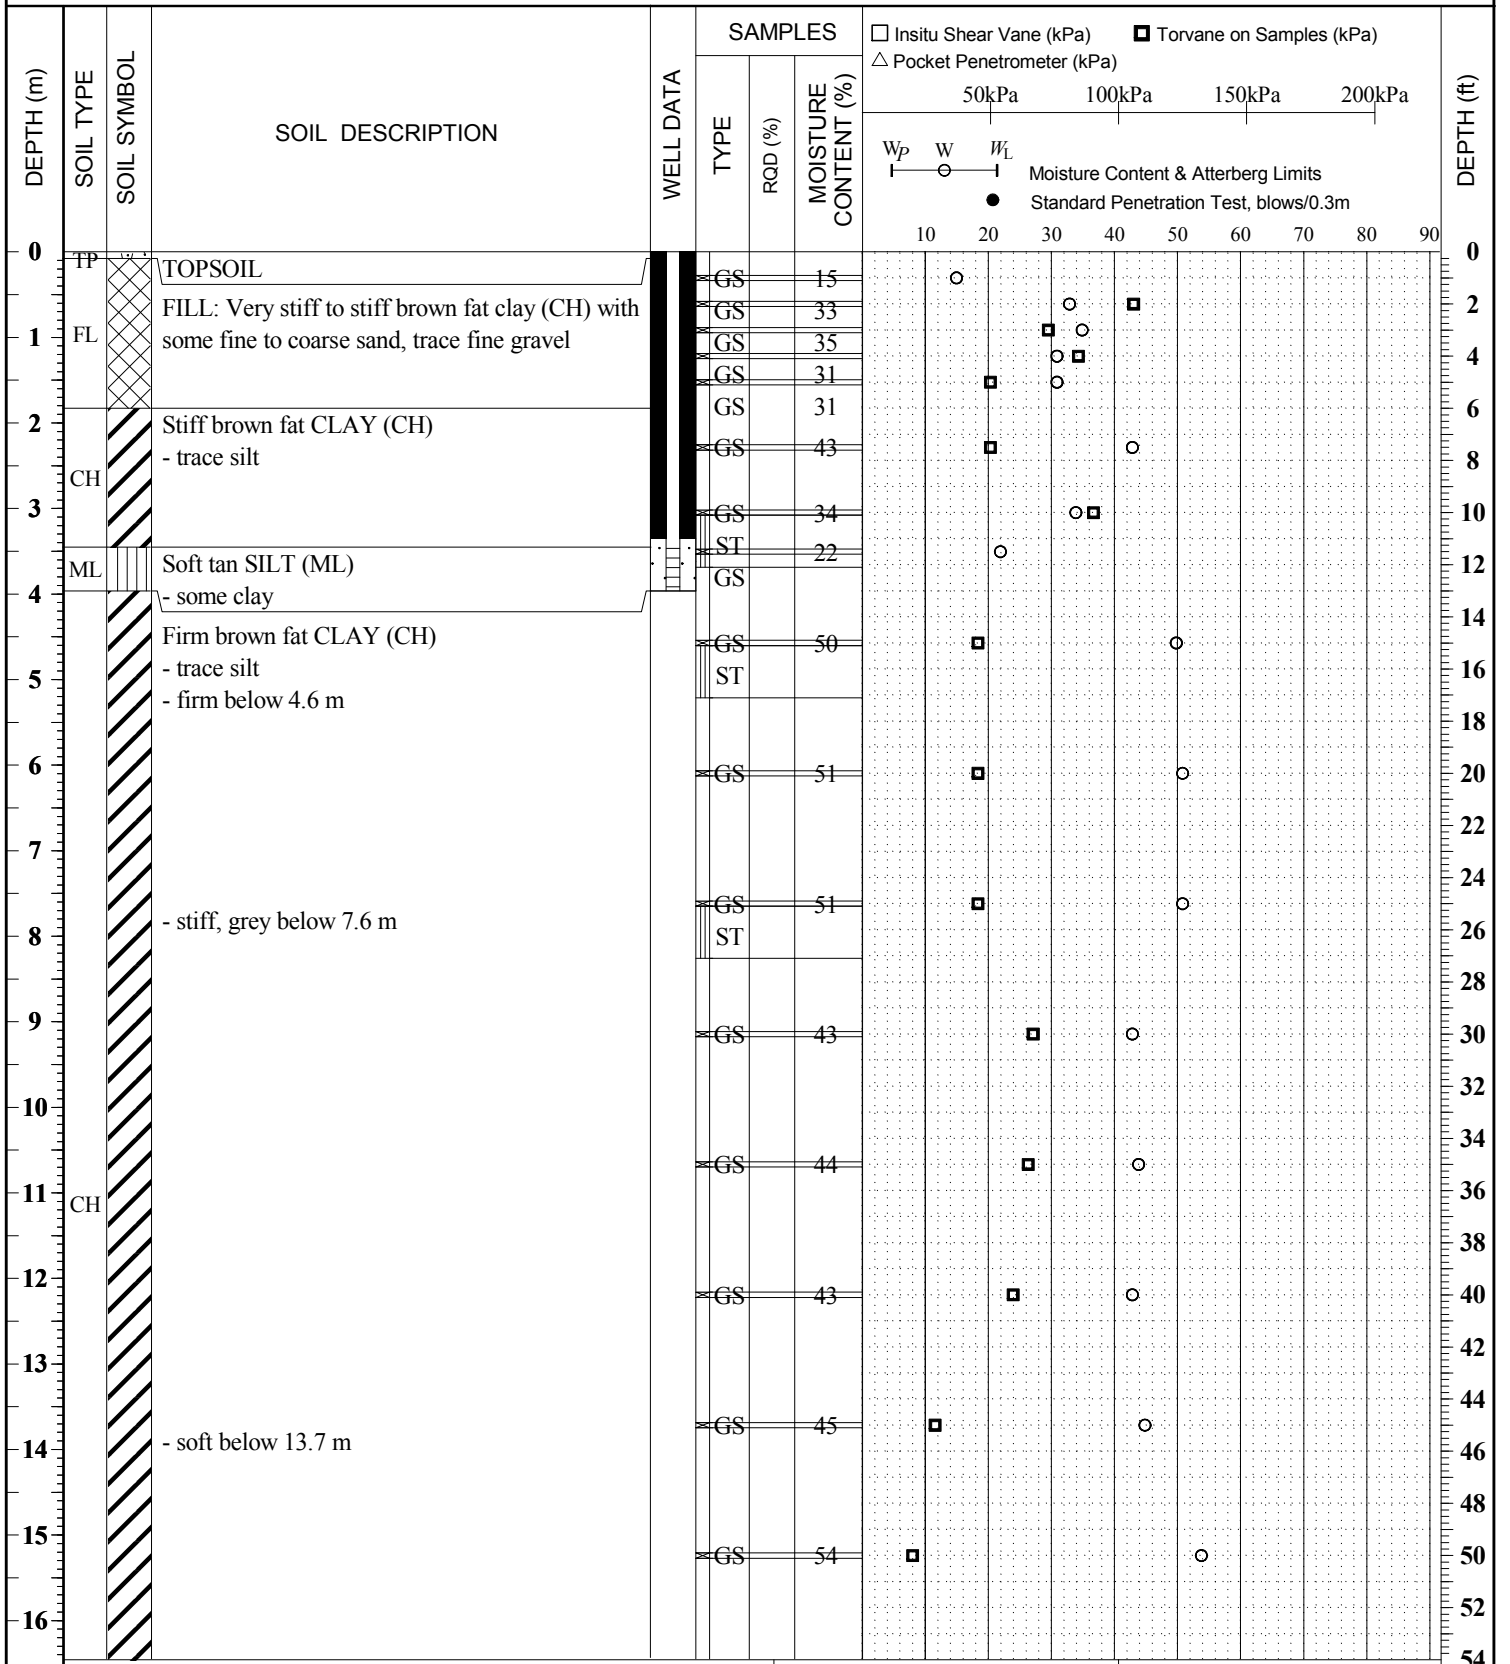 SAMPLES
Insitu Shear Vane (kPa) Torvane on Samples (kPa)
Pocket Penetrometer (kPa)
50kPa 100kPa 150kPa 200kPa
DEPTH (m)
SOIL TYPE
SOIL SYMBOL
SOIL DESCRIPTION
WELL DATA
TYPE
RQD (%)
MOISTURE
CONTENT (%)
DEPTH (ft)
WP W WL
Moisture Content & Atterberg Limits
Standard Penetration Test, blows/0.3m
10 20 30 40 50 60 70 80 90
0 TP TOPSOIL 0
GS 15
FL FILL: Very stiff to stiff brown fat clay (CH) with GS 33 2
1 some fine to coarse sand, trace fine gravel GS 35
4
GS 31
GS 31 6
2 Stiff brown fat CLAY (CH)
- trace silt GS 43 8
CH
3 GS 34 10
ST 22
ML Soft tan SILT (ML) 12
GS
4 - some clay
14
Firm brown fat CLAY (CH) GS 50
- trace silt ST 16
5
- firm below 4.6 m
18
6 GS 51 20
22
7
24
GS 51
- stiff, grey below 7.6 m
8 ST 26
28
9 GS 43 30
32
10
34
GS 44
11 CH 36
38
12
GS 43 40
42
13
44
GS 45
- soft below 13.7 m
14 46
48
15
GS 54 50
16 52
54